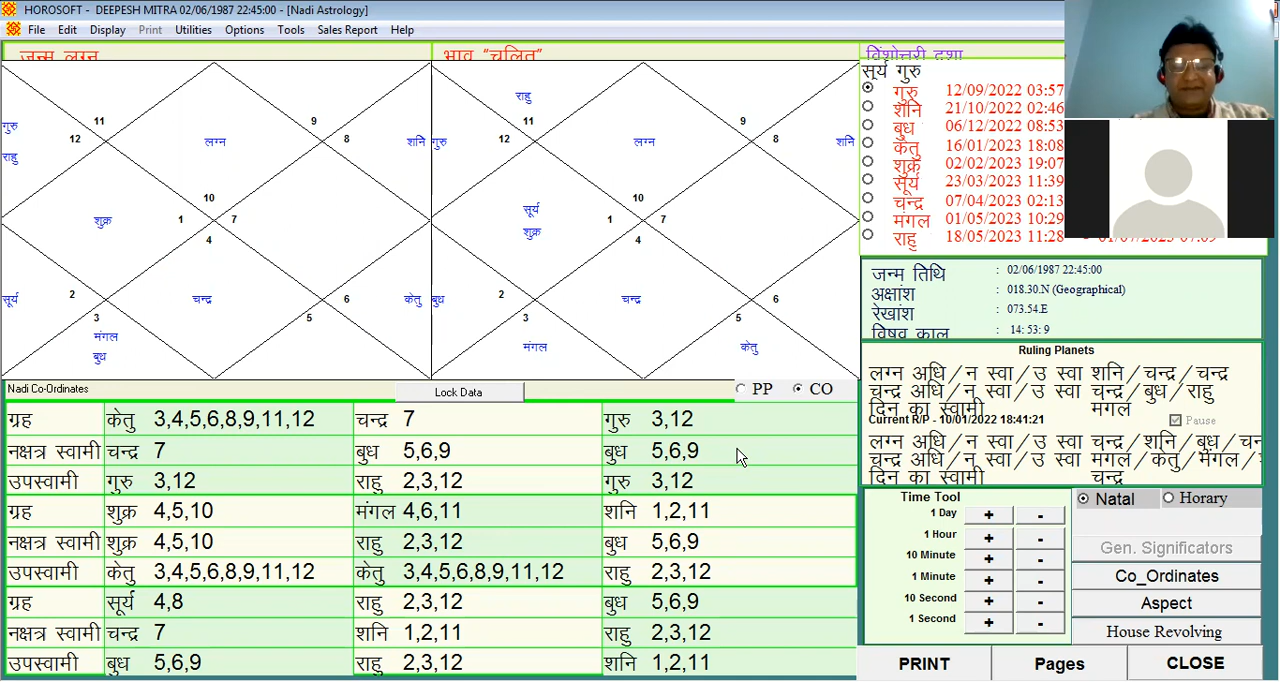 HOROSOFT - DEEPESH MITRA 02/06/1987 22:45:00 - [Nadi Astrology]
File Edit Display Print Utilities Options Tools Sales Report Help
जन्म लग्न
भाव "चलित"
विंशोत्तरी दशा
11
12
गुरु
राहु
लग्न
9
8
शनि
10
1
7
4
शुक्र
2
सूर्य
3
मंगल
बुध
चन्द्र
5
6
केतु
राहु
11
12
गुरु
लग्न
9
8
शनि
10
1
7
4
सूर्य
शुक्र
2
बुध
3
मंगल
चन्द्र
5
6
केतु
सूर्य गुरु
गुरु 12/09/2022 03:57
शनि 21/10/2022 02:46
बुध 06/12/2022 08:53
केतु 16/01/2023 18:08
शुक्र 02/02/2023 19:07
सूर्य 23/03/2023 11:39
चन्द्र 07/04/2023 02:13
मंगल 01/05/2023 10:29
राहु 18/05/2023 11:28
जन्म तिथि : 02/06/1987 22:45:00
अक्षांश : 018.30.N (Geographical)
रेखांश : 073.54.E
विषुव काल : 14: 53: 9
Ruling Planets
लग्न अधि/न स्वा/उ स्वा शनि/चन्द्र/चन्द्र
चन्द्र अधि/न स्वा/उ स्वा चन्द्र/बुध/राहु
दिन का स्वामी मंगल
Current R/P - 10/01/2022 18:41:21 Pause
लग्न अधि/न स्वा/उ स्वा चन्द्र/शनि/बुध/चन
चन्द्र अधि/न स्वा/उ स्वा मंगल/केतु/मंगल/
दिन का स्वामी चन्द्र
Nadi Co-Ordinates Lock Data PP CO
ग्रह केतु 3,4,5,6,8,9,11,12 चन्द्र 7 गुरु 3,12
नक्षत्र स्वामी चन्द्र 7 बुध 5,6,9 बुध 5,6,9
उपस्वामी गुरु 3,12 राहु 2,3,12 गुरु 3,12
ग्रह शुक्र 4,5,10 मंगल 4,6,11 शनि 1,2,11
नक्षत्र स्वामी शुक्र 4,5,10 राहु 2,3,12 बुध 5,6,9
उपस्वामी केतु 3,4,5,6,8,9,11,12 केतु 3,4,5,6,8,9,11,12 राहु 2,3,12
ग्रह सूर्य 4,8 राहु 2,3,12 बुध 5,6,9
नक्षत्र स्वामी चन्द्र 7 शनि 1,2,11 राहु 2,3,12
उपस्वामी बुध 5,6,9 राहु 2,3,12 शनि 1,2,11
Time Tool
1 Day + -
1 Hour + -
10 Minute + -
1 Minute + -
10 Second + -
1 Second + -
Natal Horary
Gen. Significators
Co_Ordinates
Aspect
House Revolving
PRINT Pages CLOSE